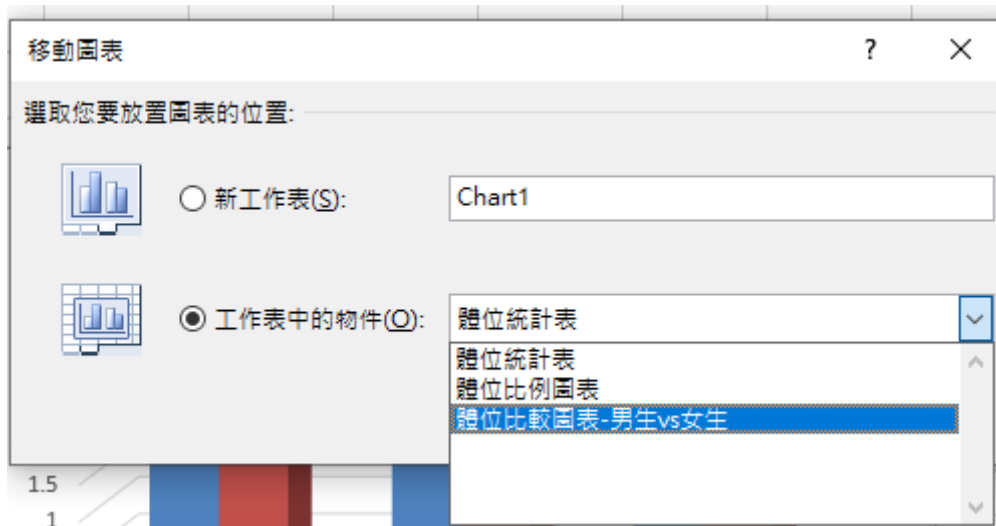 移動圖表
?
選取您要放置圖表的位置:
新工作表(S):
Chart1
工作表中的物件(O):
體位統計表
體位統計表
體位比例圖表
體位比較圖表-男生vs女生
1.5
1